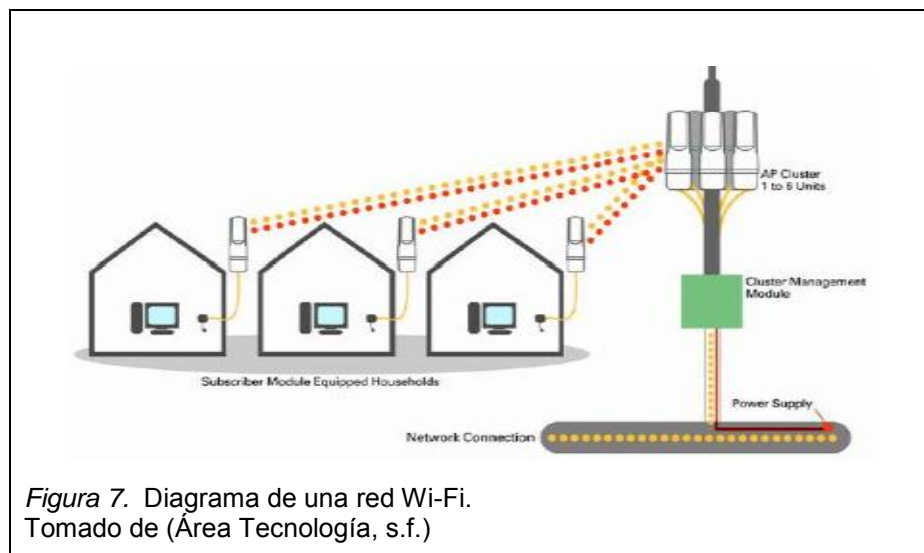 AP Cluster
1 to 6 Units
Cluster Management
Module
Subscriber Module Equipped Households
Power Supply
Network Connection
Figura 7. Diagrama de una red Wi-Fi.
Tomado de (Área Tecnología, s.f.)